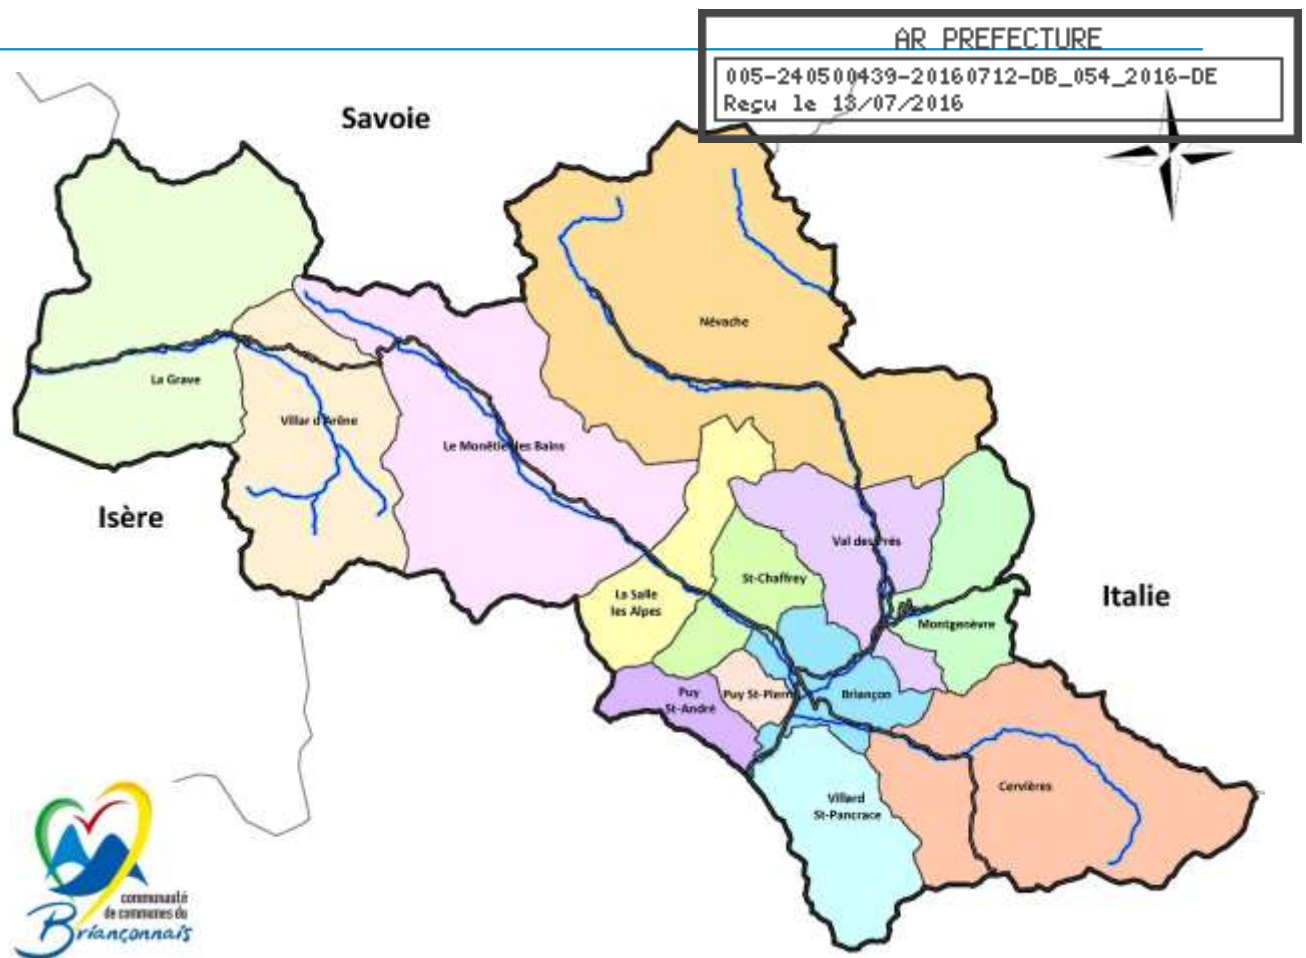 AR PREFECTURE
005-240500439-20160712-DB_054_2016-DE
Reçu le 13/07/2016
Savoie
Névache
La Grave
Villar d'Arêne
Le Monêtier les Bains
Isère
Val des Prés
St-Chaffrey
La Salle
les Alpes
Italie
Montgenèvre
Puy
St-André
Puy St-Pierre
Briançon
Cervières
Villard
St-Pancrace
communauté
de communes du
Briançonnais